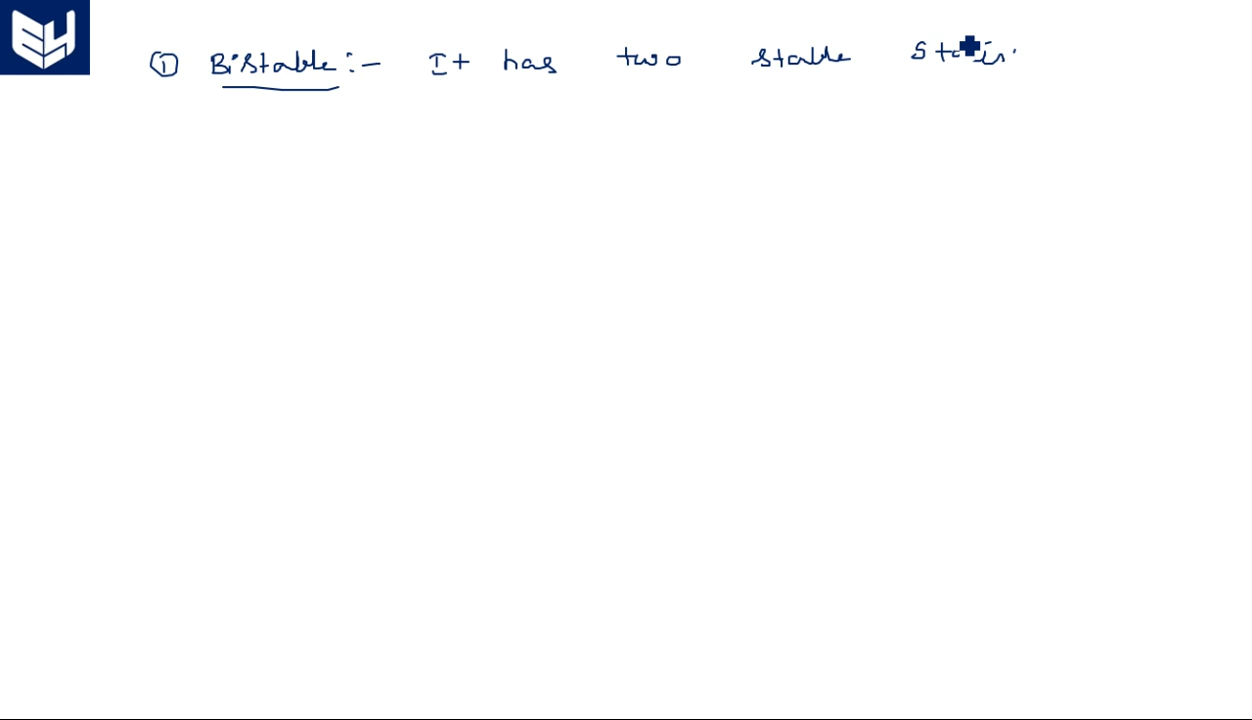 ① Bistable :- It has two stable